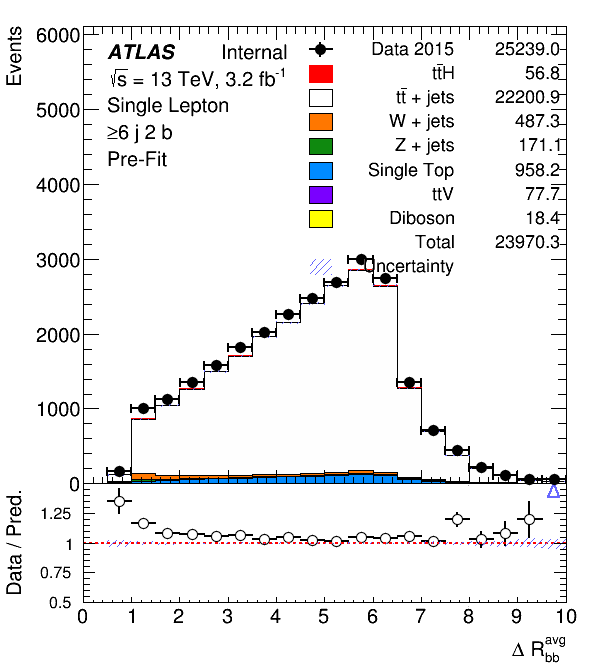 Events
6000
5000
4000
3000
2000
1000
0
ATLAS Internal
√s = 13 TeV, 3.2 fb⁻¹
Single Lepton
≥6 j 2 b
Pre-Fit
Data 2015 25239.0
tt̄H 56.8
tt̄ + jets 22200.9
W + jets 487.3
Z + jets 171.1
Single Top 958.2
ttV 77.7
Diboson 18.4
Total 23970.3
Uncertainty
Data / Pred.
1.25
1
0.75
0.5
0 1 2 3 4 5 6 7 8 9 10
Δ R_bb^avg